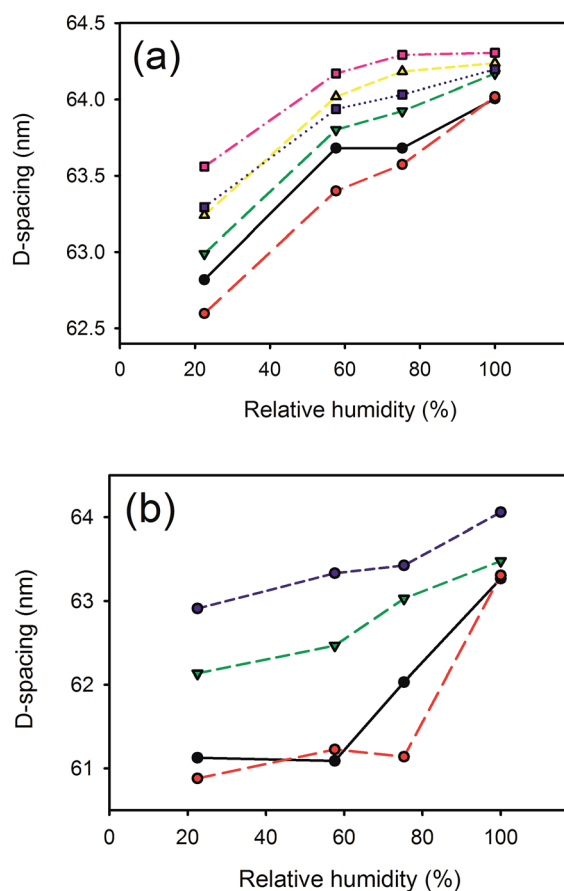 (a)
64.5
64.0
63.5
63.0
62.5
D-spacing (nm)
0 20 40 60 80 100
Relative humidity (%)
(b)
64
63
62
61
D-spacing (nm)
0 20 40 60 80 100
Relative humidity (%)